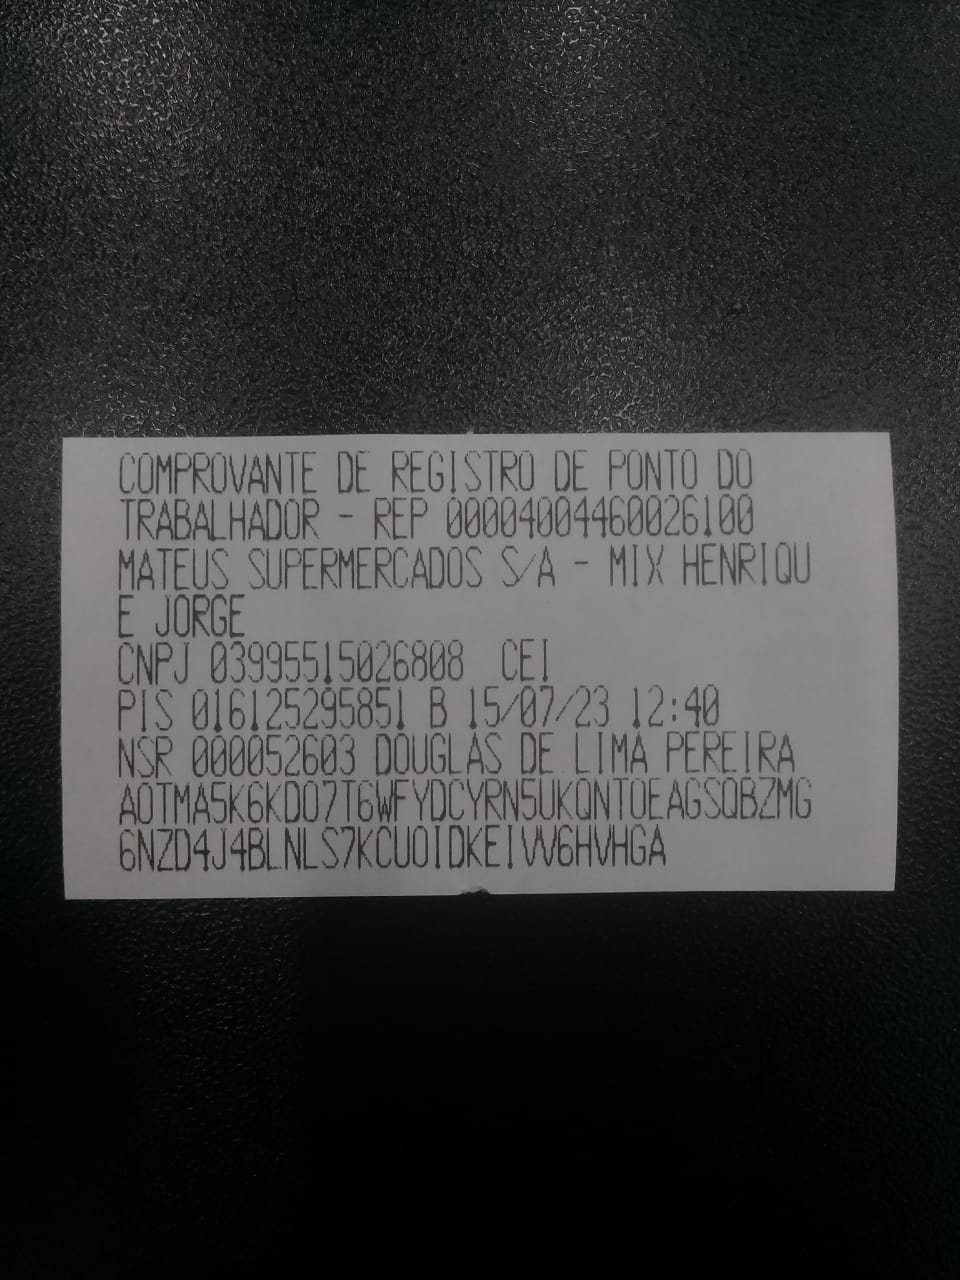 COMPROVANTE DE REGISTRO DE PONTO DO
TRABALHADOR - REP 00004004460026100
MATEUS SUPERMERCADOS S/A - MIX HENRIQU
E JORGE
CNPJ 03995515026808 CEI
PIS 016125295851 B 15/07/23 12:40
NSR 000052603 DOUGLAS DE LIMA PEREIRA
AOTMA5K6KDO7T6WFYDCYRN5UKQNTOEAGSQBZMG
6NZD4J4BLNLS7KCUOIDKEIVV6HVHGA